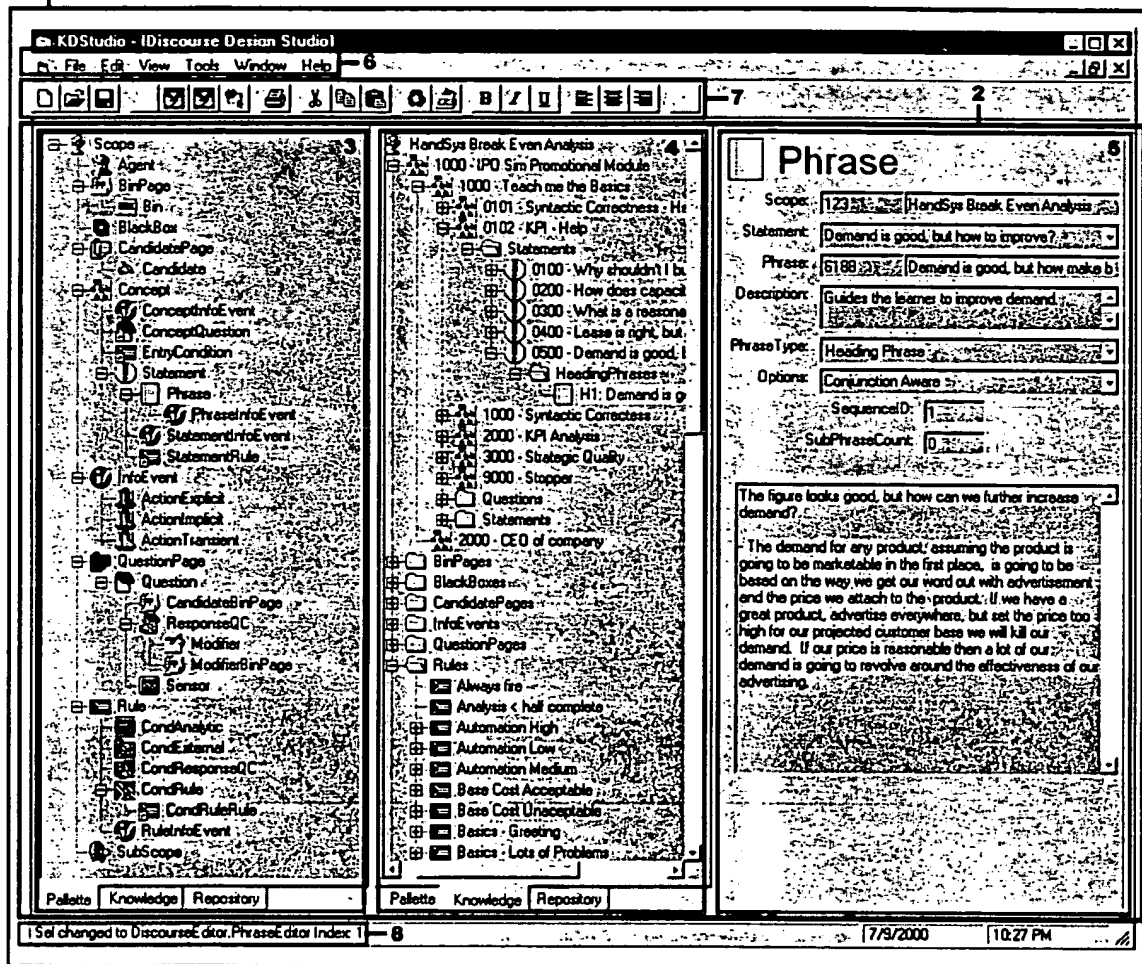 KDStudio - [Discourse Design Studio]
File Edit View Tools Window Help
6
B I U
7
2
3
Scope
Agent
BinPage
Bin
BlackBox
CandidatePage
Candidate
Concept
ConceptInfoEvent
ConceptQuestion
EntryCondition
Statement
Phrase
PhraseInfoEvent
StatementInfoEvent
StatementRule
InfoEvent
ActionExplicit
ActionImplicit
ActionTransient
QuestionPage
Question
CandidateBinPage
ResponseQC
Modifier
ModifierBinPage
Sensor
Rule
CondAnalytic
CondExternal
CondResponseQC
CondRule
CondRuleRule
RuleInfoEvent
SubScope
Pallette Knowledge Repository
4
HandSys Break Even Analysis
1000 - IPO Sim Promotional Module
1000 - Teach me the Basics
0101 - Syntactic Correctness - He
0102 - KPI - Help
Statements
0100 - Why shouldn't I bu
0200 - How does capacit
0300 - What is a reasona
0400 - Lease is right, but
0500 - Demand is good, b
HeadingPhrases
H1: Demand is g
1000 - Syntactic Correctess
2000 - KPI Analysis
3000 - Strategic Quality
9000 - Stopper
Questions
Statements
2000 - CEO of company
BinPages
BlackBoxes
CandidatePages
InfoEvents
QuestionPages
Rules
Always fire
Analysis < half complete
Automation High
Automation Low
Automation Medium
Base Cost Acceptable
Base Cost Unacceptable
Basics - Greeting
Basics - Lots of Problems
Pallette Knowledge Repository
5
Phrase
Scope: 123 HandSys Break Even Analysis
Statement: Demand is good, but how to improve?
Phrase: 6188 Demand is good, but how make b
Description: Guides the learner to improve demand.
PhraseType: Heading Phrase
Options: Conjunction Aware
SequenceID: 1
SubPhraseCount: 0
The figure looks good, but how can we further increase
demand?
- The demand for any product, assuming the product is
going to be marketable in the first place, is going to be
based on the way we get our word out with advertisement
and the price we attach to the product. If we have a
great product, advertise everywhere, but set the price too
high for our projected customer base we will kill our
demand. If our price is reasonable then a lot of our
demand is going to revolve around the effectiveness of our
advertising.
Sel changed to DiscourseEditor.PhraseEditor Index: 1
8
7/9/2000 10:27 PM